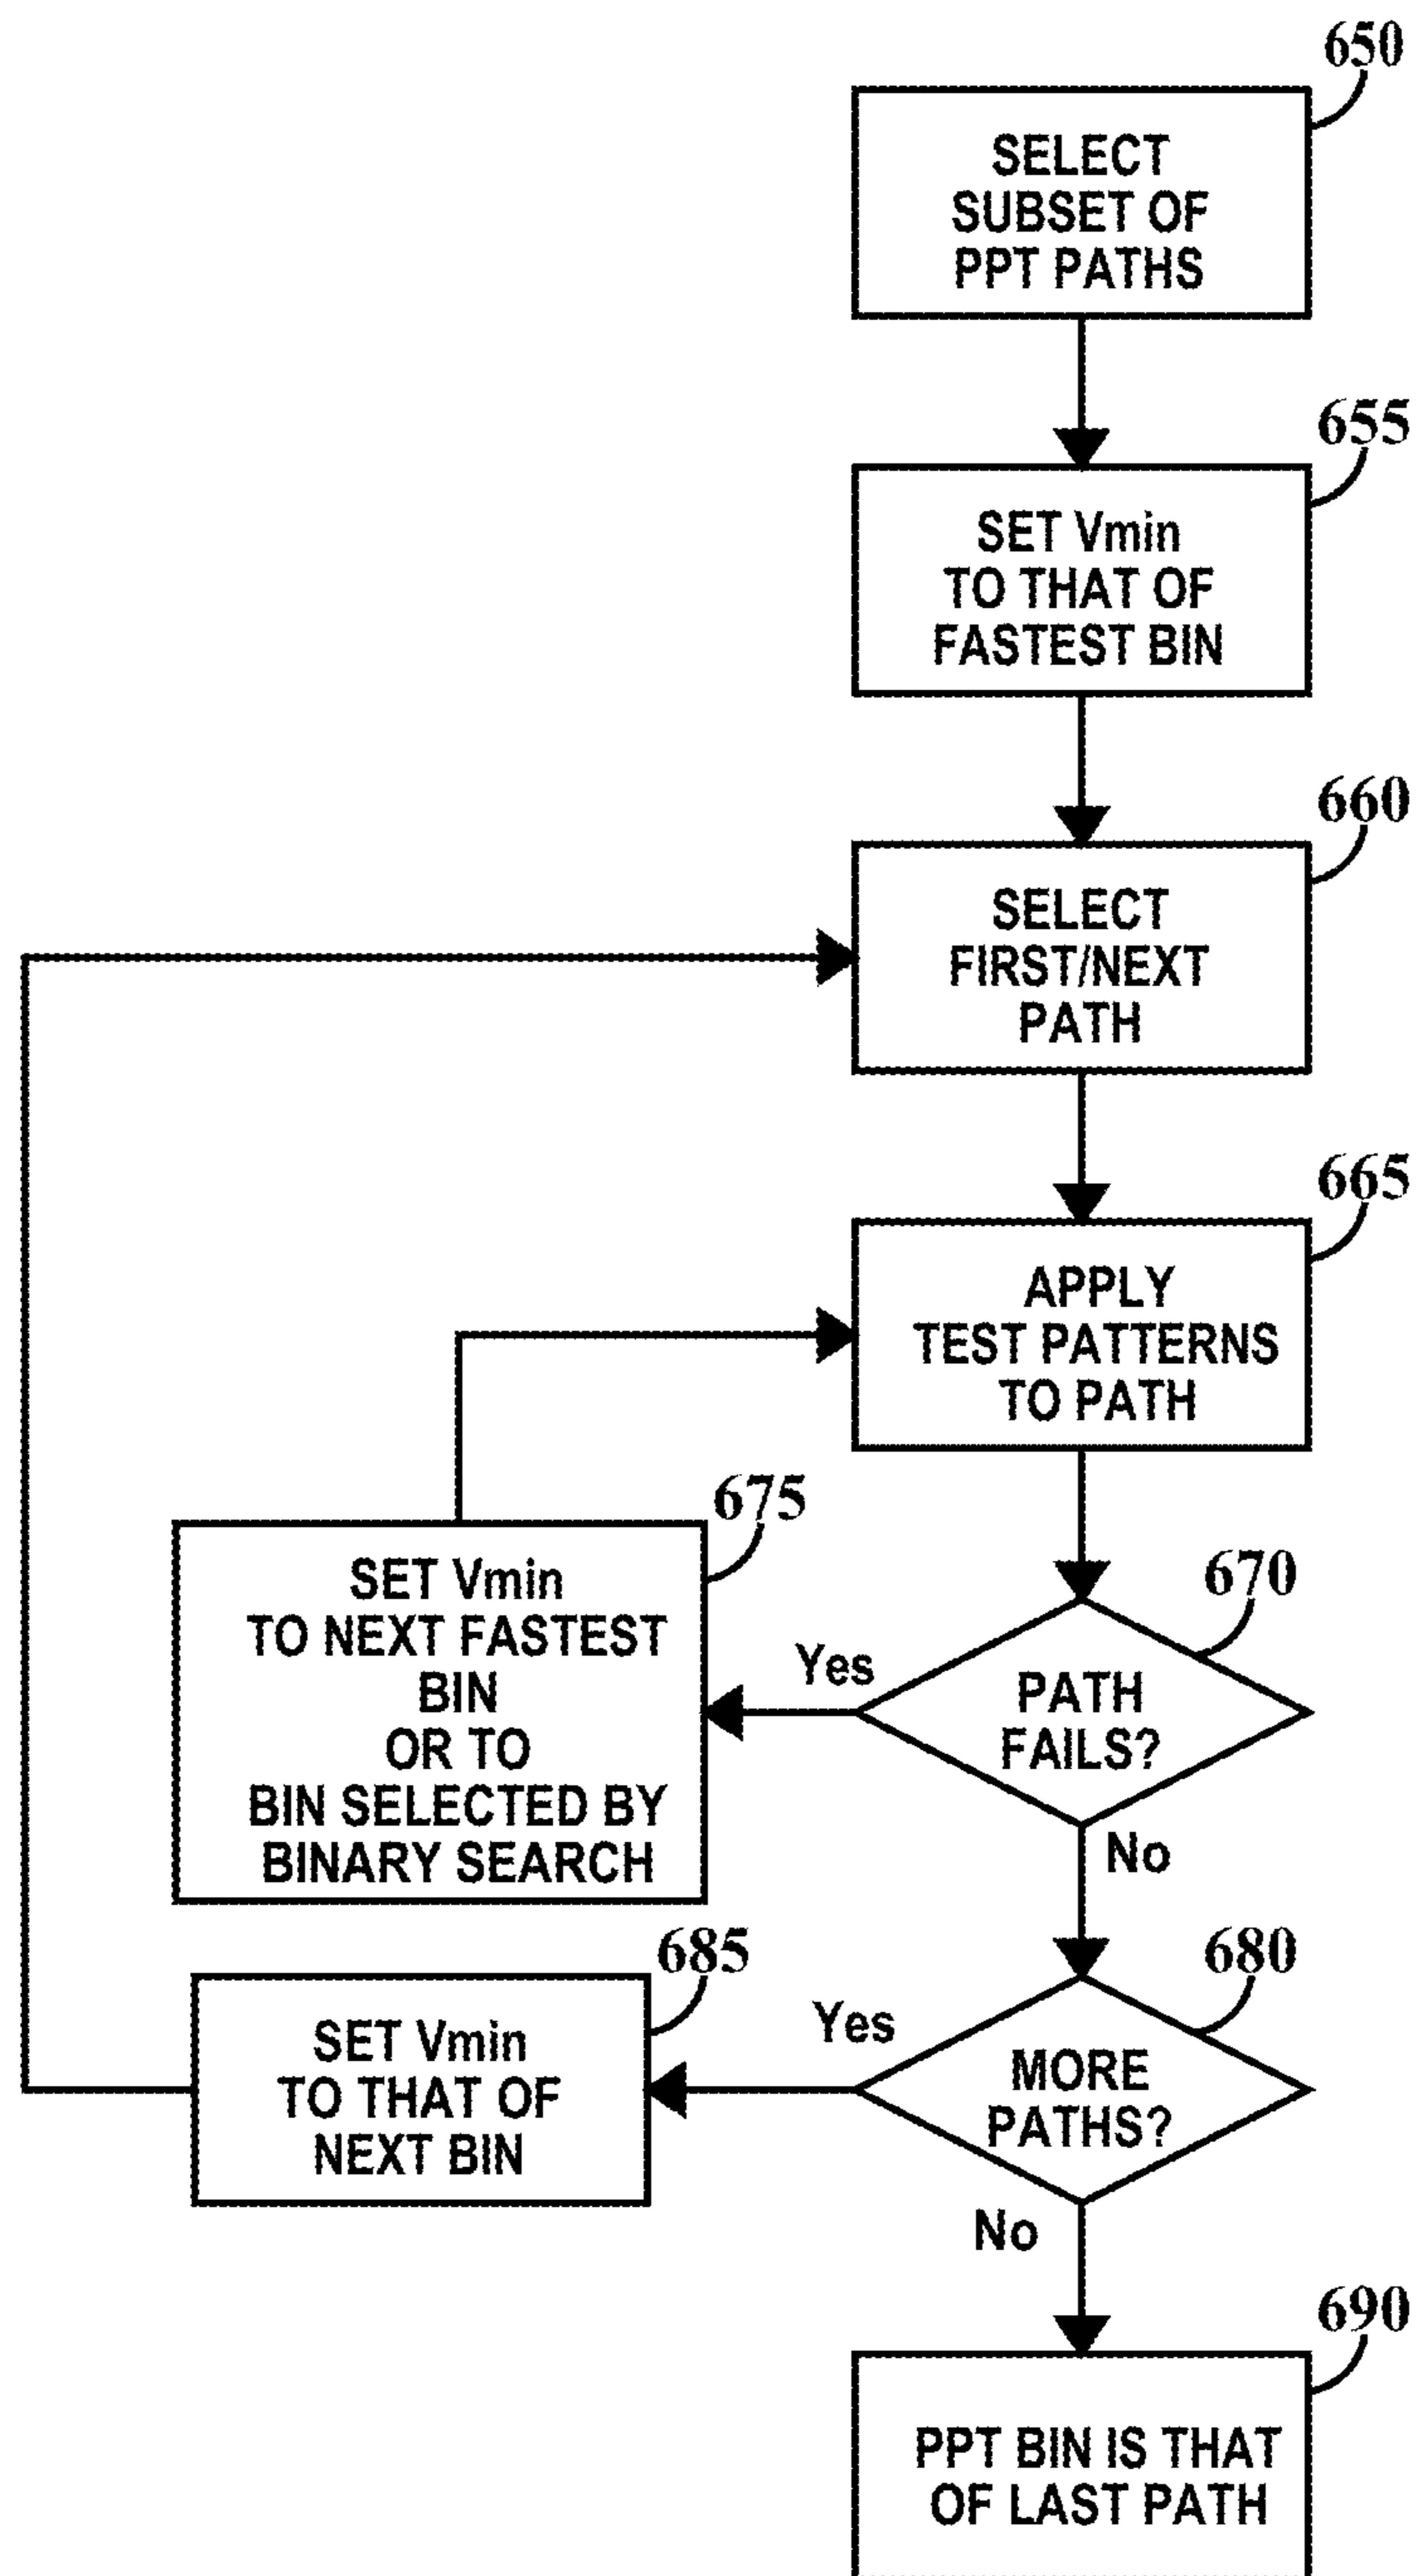 650
SELECT
SUBSET OF
PPT PATHS
655
SET Vmin
TO THAT OF
FASTEST BIN
660
SELECT
FIRST/NEXT
PATH
665
APPLY
TEST PATTERNS
TO PATH
675
SET Vmin
TO NEXT FASTEST
BIN
OR TO
BIN SELECTED BY
BINARY SEARCH
670
Yes
PATH
FAILS?
No
685
SET Vmin
TO THAT OF
NEXT BIN
680
Yes
MORE
PATHS?
No
690
PPT BIN IS THAT
OF LAST PATH